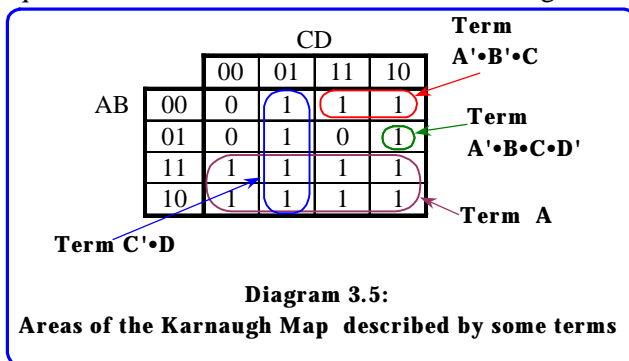 Term
A'•B'•C
CD
00 01 11 10
AB 00 0 1 1 1
01 0 1 0 1
Term
A'•B•C•D'
11 1 1 1 1
10 1 1 1 1
Term A
Term C'•D
Diagram 3.5:
Areas of the Karnaugh Map described by some terms